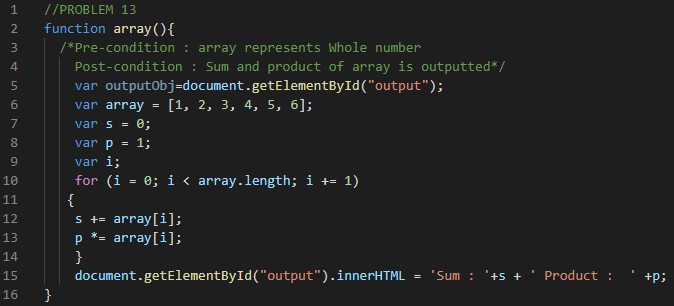 1 //PROBLEM 13
2 function array(){
3 /*Pre-condition : array represents Whole number
4 Post-condition : Sum and product of array is outputted*/
5 var outputObj=document.getElementById("output");
6 var array = [1, 2, 3, 4, 5, 6];
7 var s = 0;
8 var p = 1;
9 var i;
10 for (i = 0; i < array.length; i += 1)
11 {
12 s += array[i];
13 p *= array[i];
14 }
15 document.getElementById("output").innerHTML = 'Sum : '+s + ' Product :  ' +p;
16 }